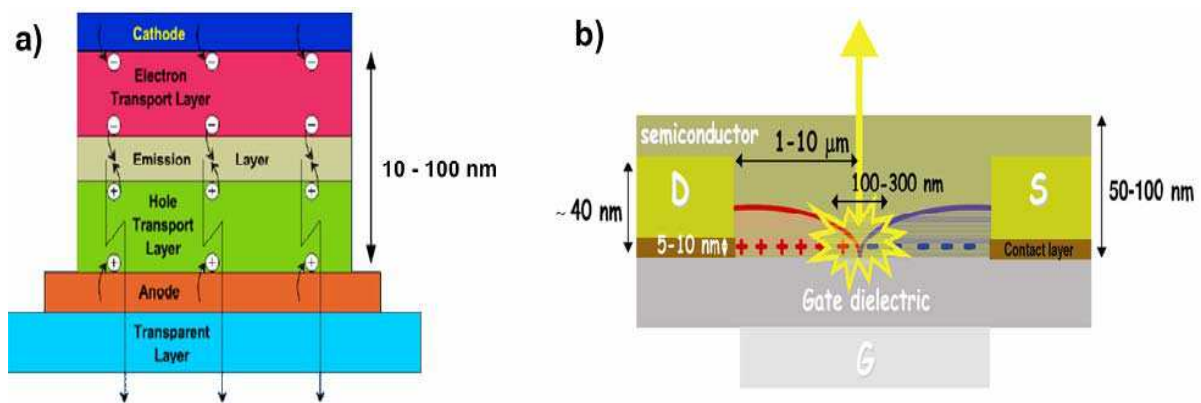 a)
Cathode
Electron
Transport Layer
Emission Layer
Hole
Transport
Layer
Anode
Transparent
Layer
10 - 100 nm
b)
semiconductor
1-10 μm
100-300 nm
D
S
~ 40 nm
50-100 nm
5-10 nm
+ + + + + + +
- - - - -
Contact layer
Gate dielectric
G